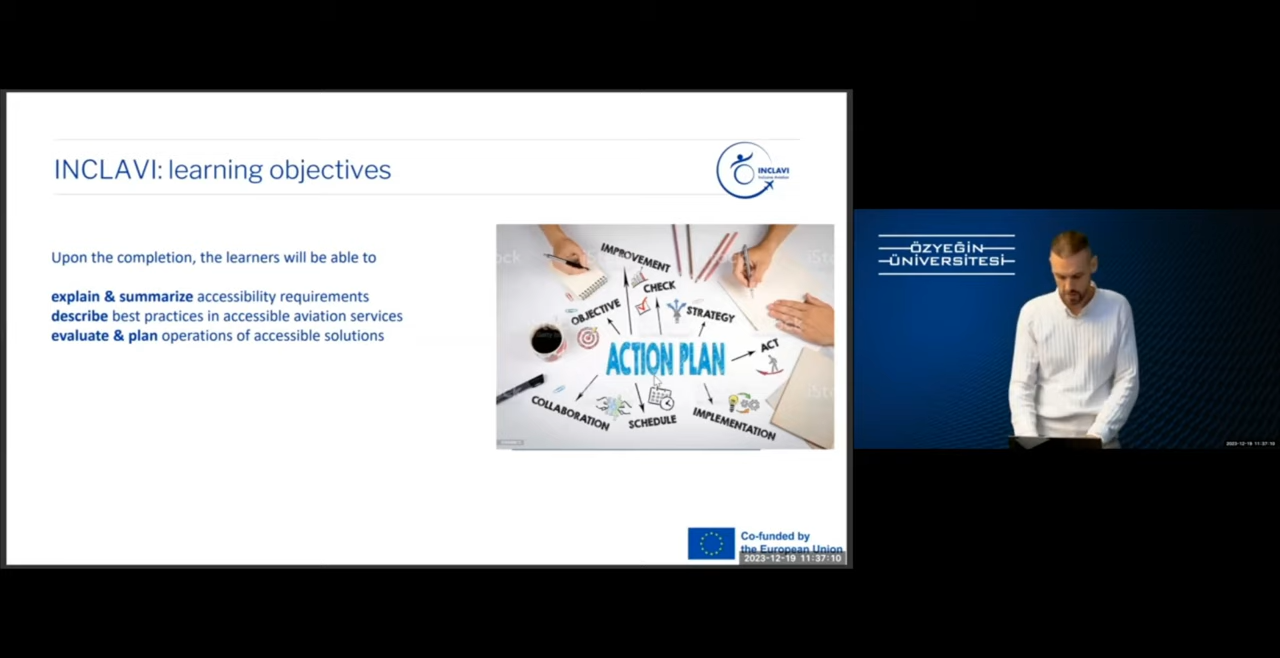 INCLAVI: learning objectives
INCLAVI
Upon the completion, the learners will be able to
explain & summarize accessibility requirements
describe best practices in accessible aviation services
evaluate & plan operations of accessible solutions
IMPROVEMENT
CHECK
OBJECTIVE
STRATEGY
ACTION PLAN
ACT
COLLABORATION
SCHEDULE
IMPLEMENTATION
Co-funded by
the European Union
2023-12-19 11:37:10
ÖZYEĞİN
ÜNİVERSİTESİ
2023-12-19 11:37:10